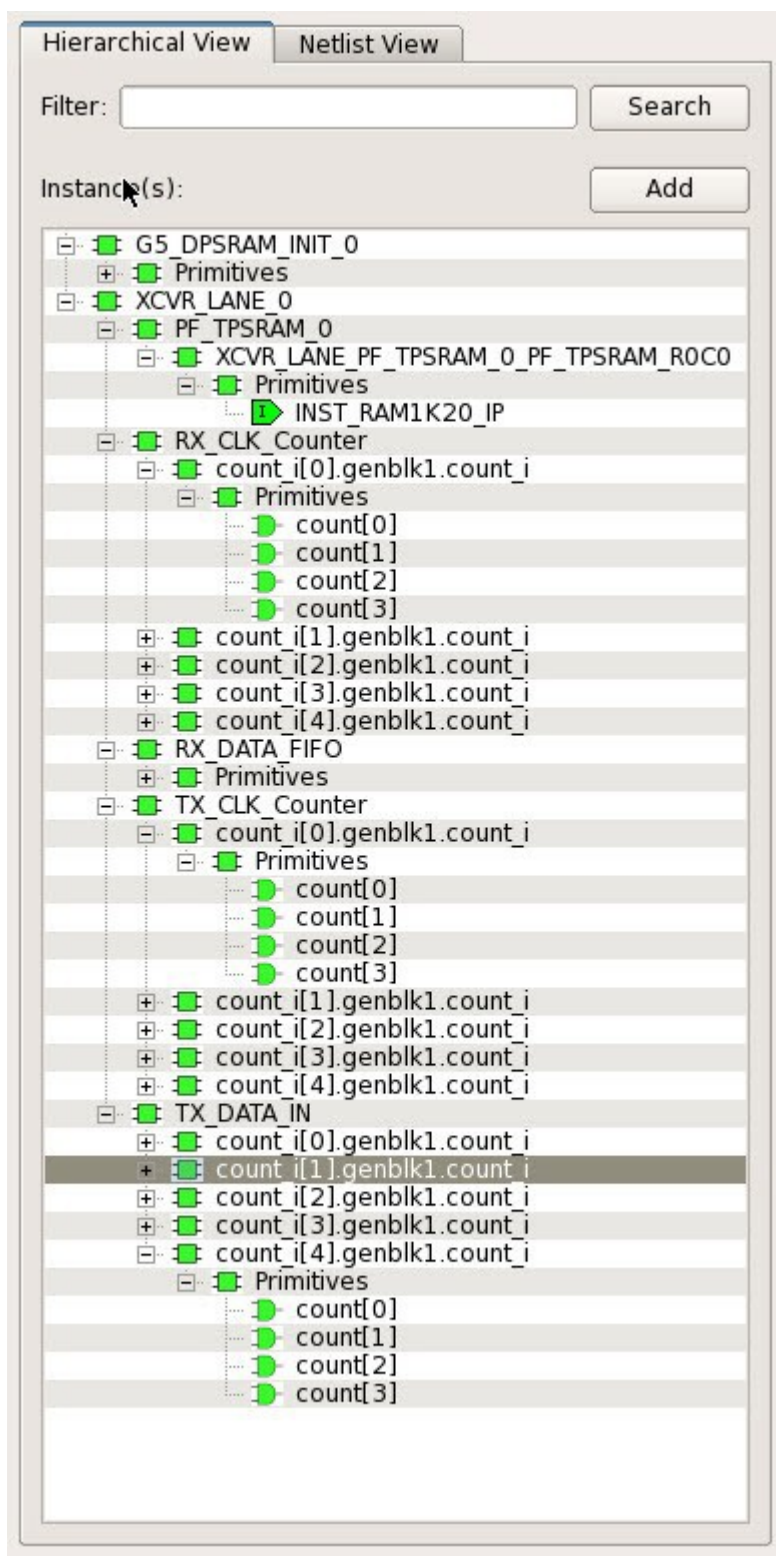 Hierarchical View Netlist View
Filter: Search
Instance(s): Add
G5_DPSRAM_INIT_0
Primitives
XCVR_LANE_0
PF_TPSRAM_0
XCVR_LANE_PF_TPSRAM_0_PF_TPSRAM_R0C0
Primitives
I INST_RAM1K20_IP
RX_CLK_Counter
count_i[0].genblk1.count_i
Primitives
count[0]
count[1]
count[2]
count[3]
count_i[1].genblk1.count_i
count_i[2].genblk1.count_i
count_i[3].genblk1.count_i
count_i[4].genblk1.count_i
RX_DATA_FIFO
Primitives
TX_CLK_Counter
count_i[0].genblk1.count_i
Primitives
count[0]
count[1]
count[2]
count[3]
count_i[1].genblk1.count_i
count_i[2].genblk1.count_i
count_i[3].genblk1.count_i
count_i[4].genblk1.count_i
TX_DATA_IN
count_i[0].genblk1.count_i
count_i[1].genblk1.count_i
count_i[2].genblk1.count_i
count_i[3].genblk1.count_i
count_i[4].genblk1.count_i
Primitives
count[0]
count[1]
count[2]
count[3]